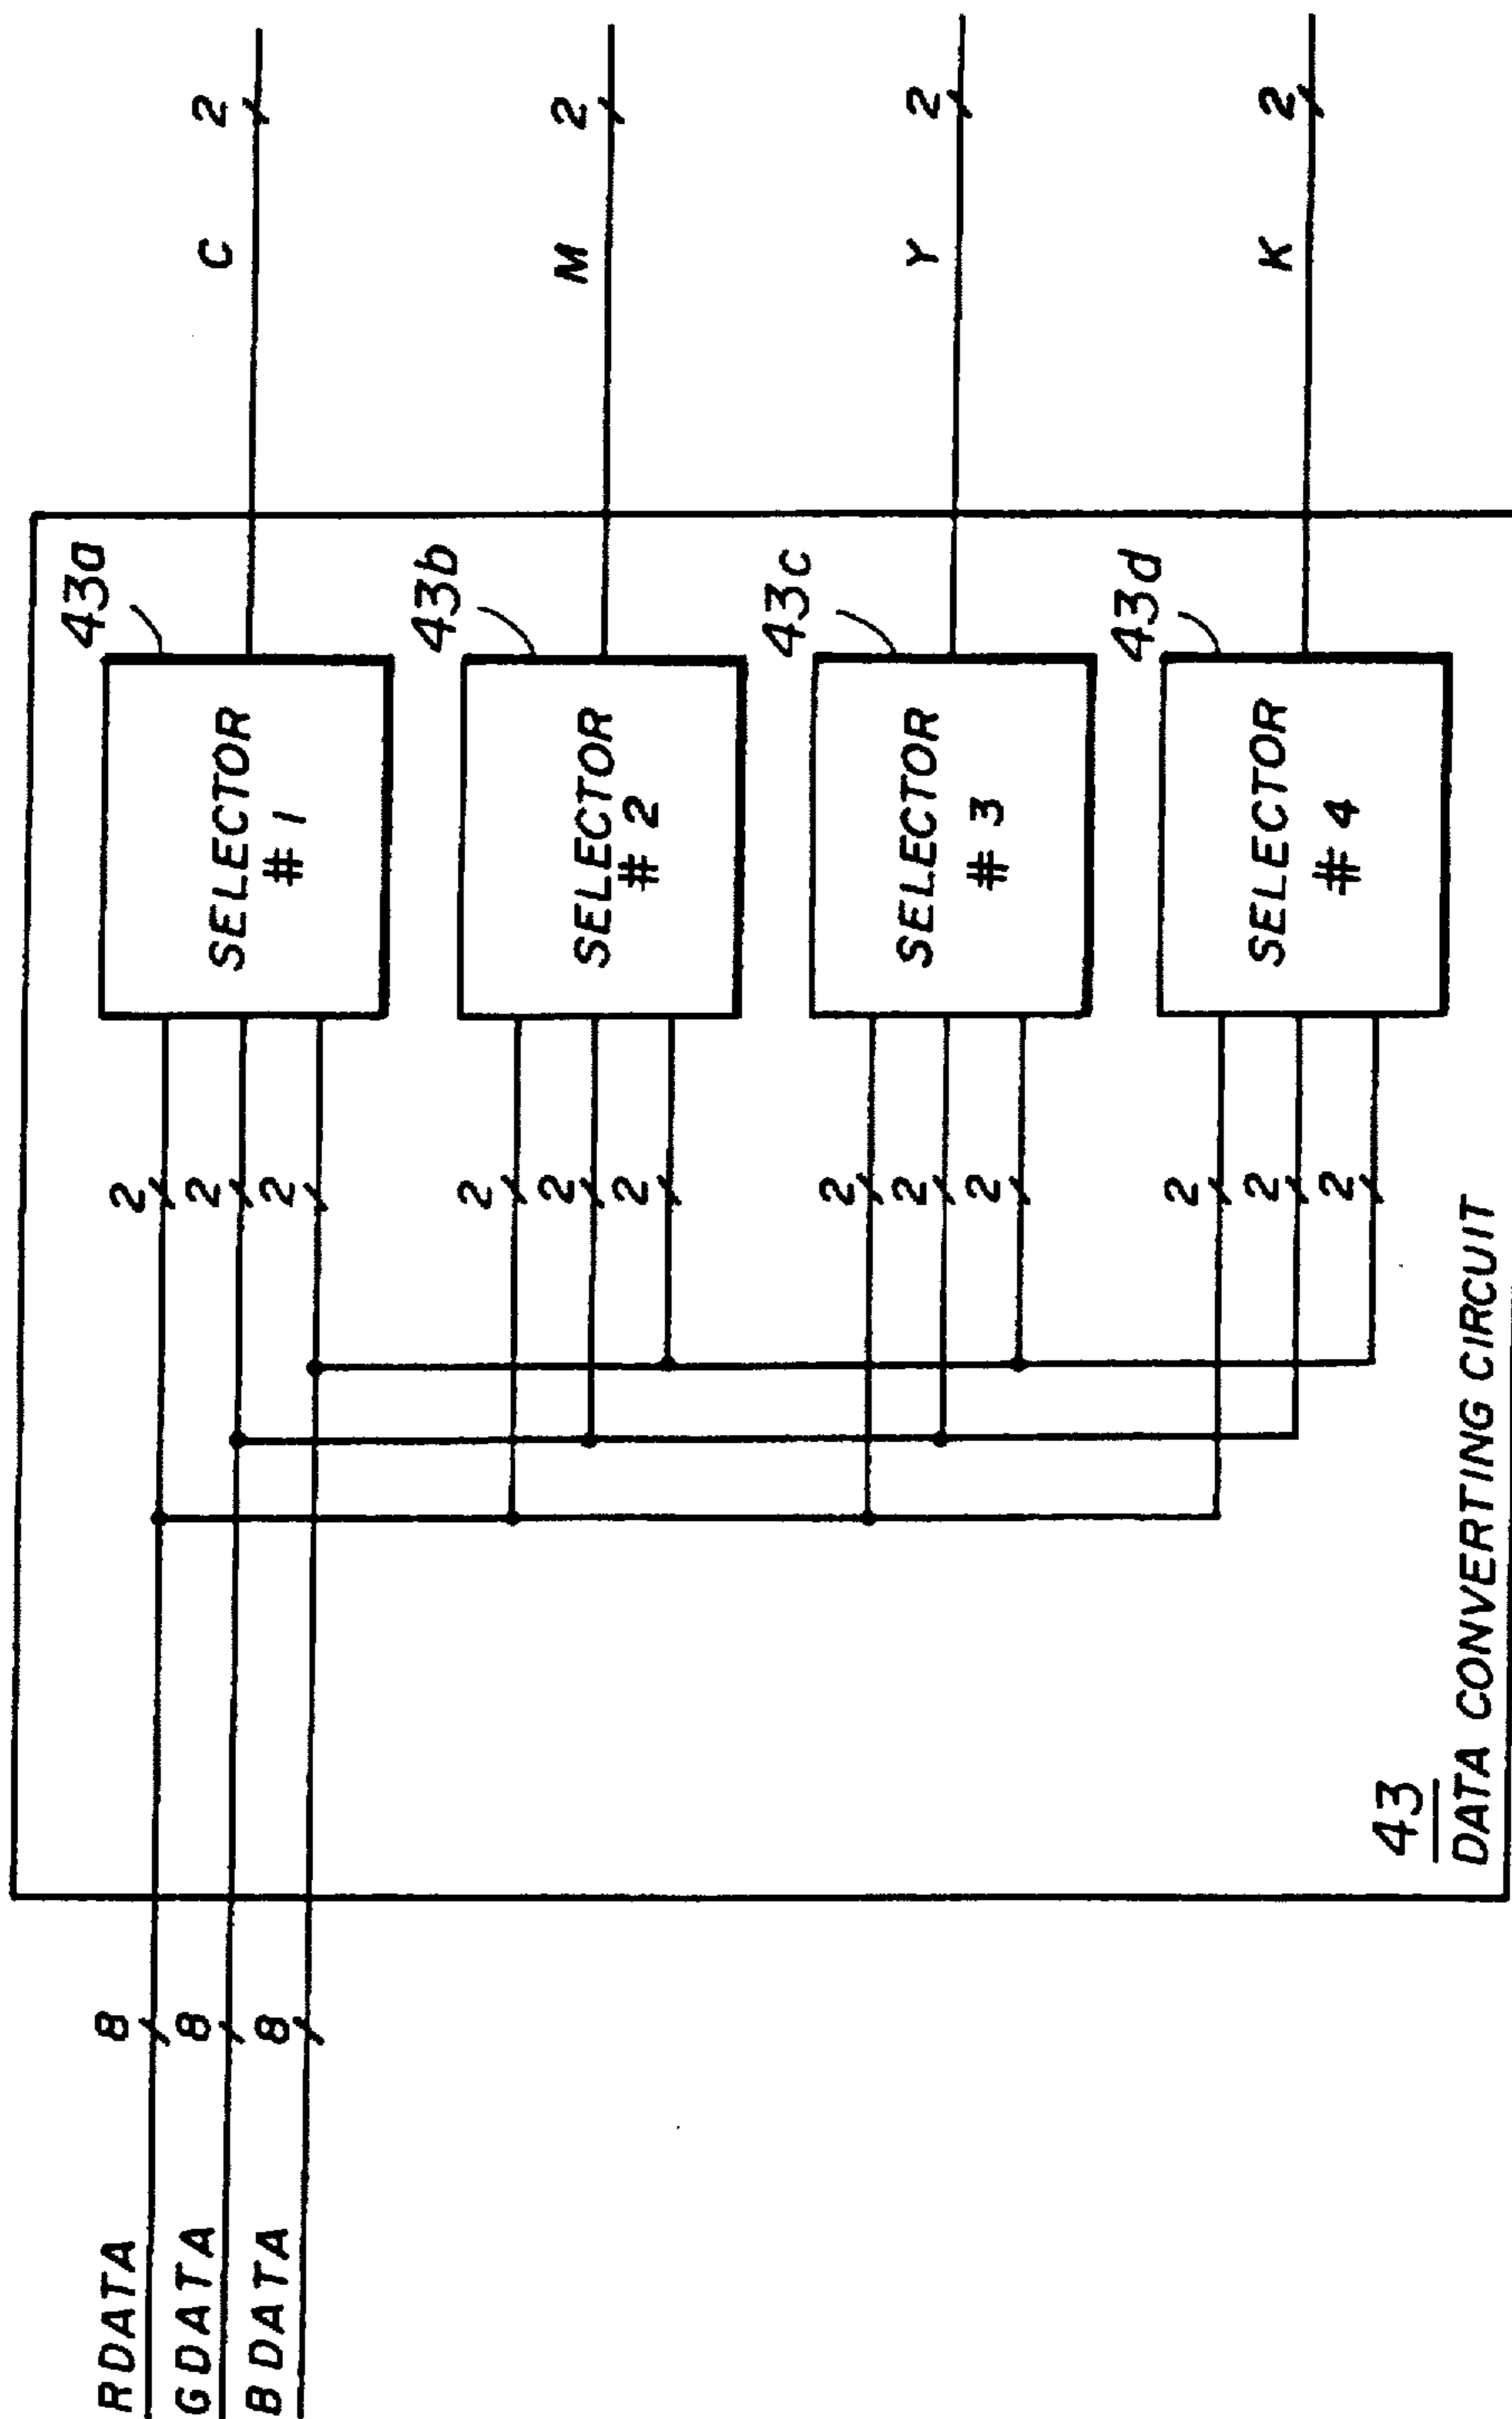 RDATA 8
GDATA 8
BDATA 8
43a
2
2
2
SELECTOR
# 1
C 2
43b
2
2
2
SELECTOR
# 2
M 2
43c
2
2
2
SELECTOR
# 3
Y 2
43d
2
2
2
SELECTOR
# 4
K 2
43
DATA CONVERTING CIRCUIT